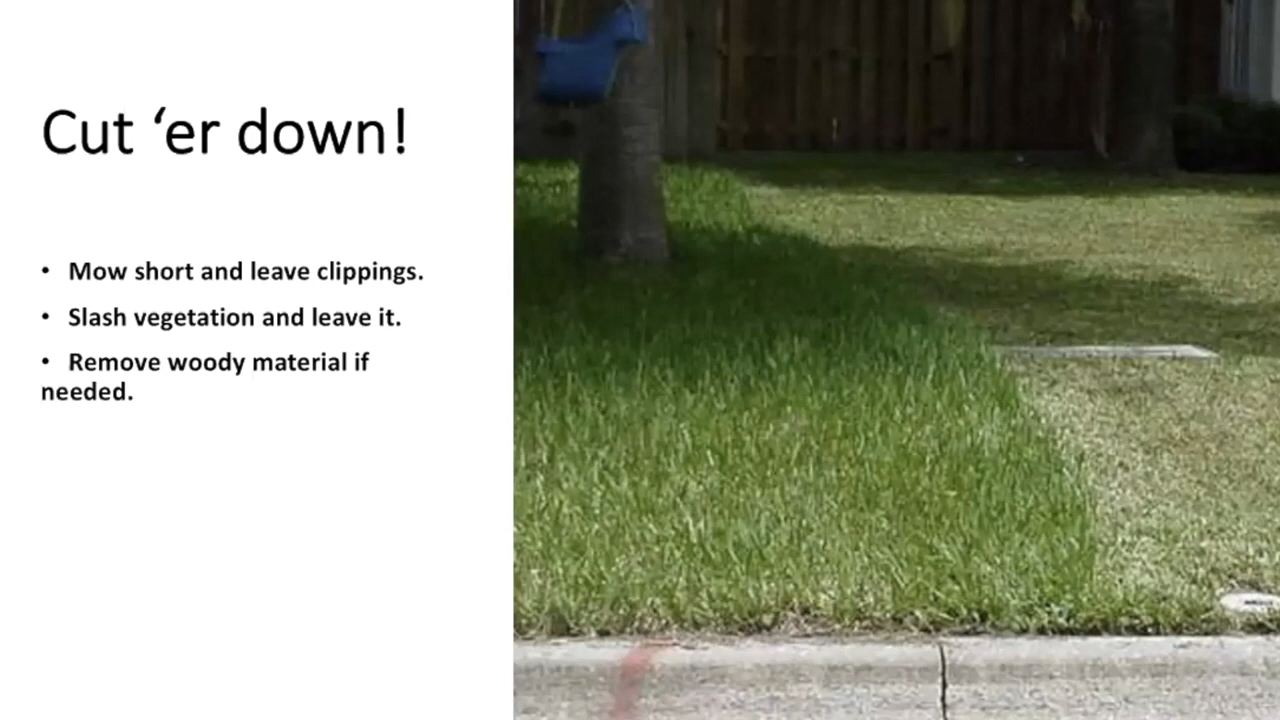 Cut ‘er down!
• Mow short and leave clippings.
• Slash vegetation and leave it.
• Remove woody material if
needed.